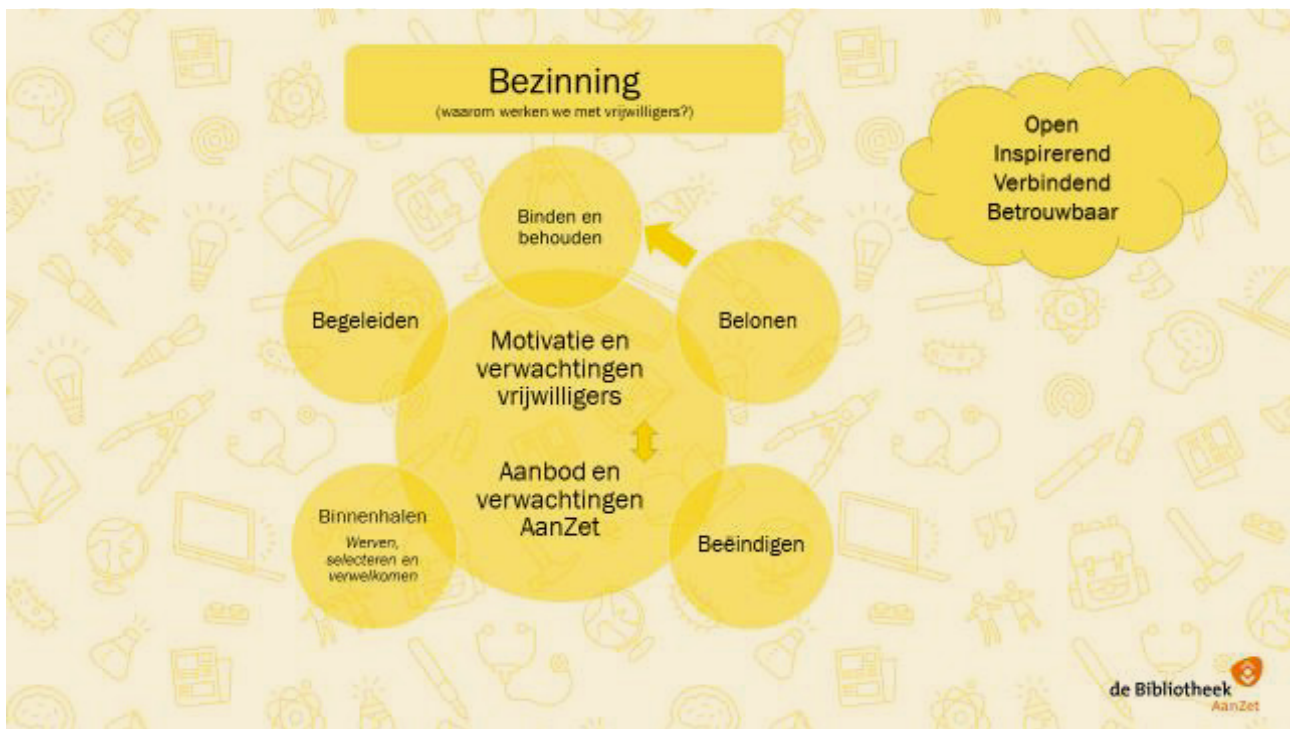 Bezinning
(waarom werken we met vrijwilligers?)
Open
Inspirerend
Verbindend
Betrouwbaar
Binden en
behouden
Begeleiden
Belonen
Motivatie en
verwachtingen
vrijwilligers
Aanbod en
verwachtingen
AanZet
Binnenhalen
Werven,
selecteren en
verwelkomen
Beëindigen
de Bibliotheek
AanZet